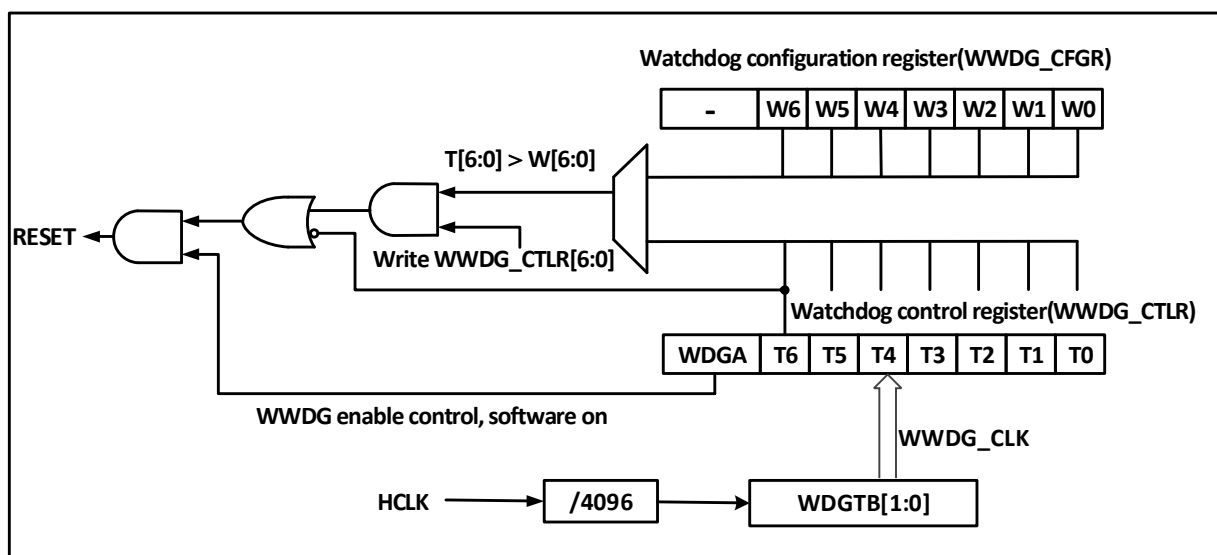 Watchdog configuration register(WWDG_CFGR)
- W6 W5 W4 W3 W2 W1 W0
T[6:0] > W[6:0]
RESET
Write WWDG_CTLR[6:0]
Watchdog control register(WWDG_CTLR)
WDGA T6 T5 T4 T3 T2 T1 T0
WWDG enable control, software on
WWDG_CLK
HCLK /4096 WDGTB[1:0]